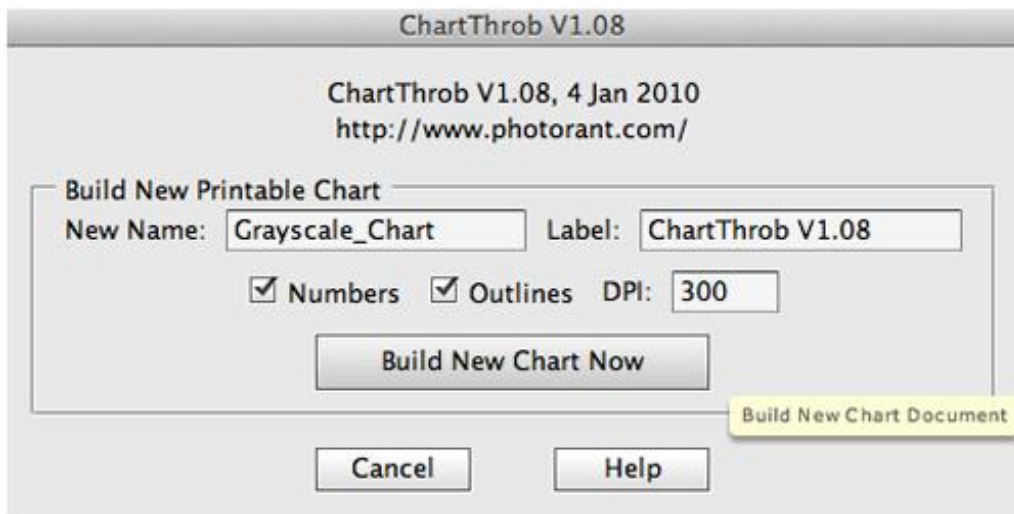 ChartThrob V1.08
ChartThrob V1.08, 4 Jan 2010
http://www.photorant.com/
Build New Printable Chart
New Name: Grayscale_Chart Label: ChartThrob V1.08
Numbers Outlines DPI: 300
Build New Chart Now
Build New Chart Document
Cancel Help